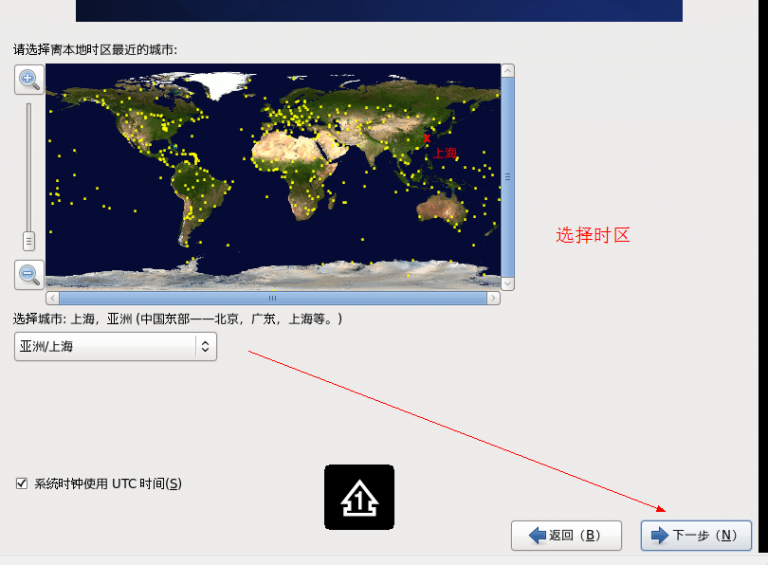 请选择离本地时区最近的城市:
上海
选择时区
选择城市: 上海, 亚洲 (中国东部——北京，广东，上海等。)
亚洲/上海
系统时钟使用 UTC 时间(S)
1
返回（B）
下一步（N）